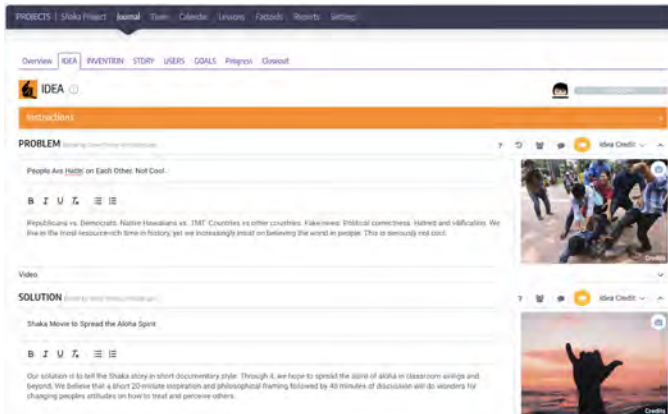 PROJECTS | Shaka Project Journal Team Calendar Lessons Factoids Reports Settings
Overview IDEA INVENTION STORY USERS GOALS Progress Closeout
IDEA
Instructions
PROBLEM
? Idea Credit
People Are Hatin' on Each Other. Not Cool.
B I U
Republicans vs. Democrats. Native Hawaiians vs. TMT. Countries vs other countries. Fake news. Political correctness. Hatred and vilification. We
live in the most resource-rich time in history, yet we increasingly insist on believing the worst in people. This is seriously not cool.
Credits
Video
SOLUTION
? Idea Credit
Shaka Movie to Spread the Aloha Spirit
B I U
Our solution is to tell the Shaka story in short documentary style. Through it, we hope to spread the spirit of aloha in classroom settings and
beyond. We believe that a short 20-minute inspiration and philosophical framing followed by 40 minutes of discussion will do wonders for
changing peoples attitudes on how to treat and perceive others.
Credits